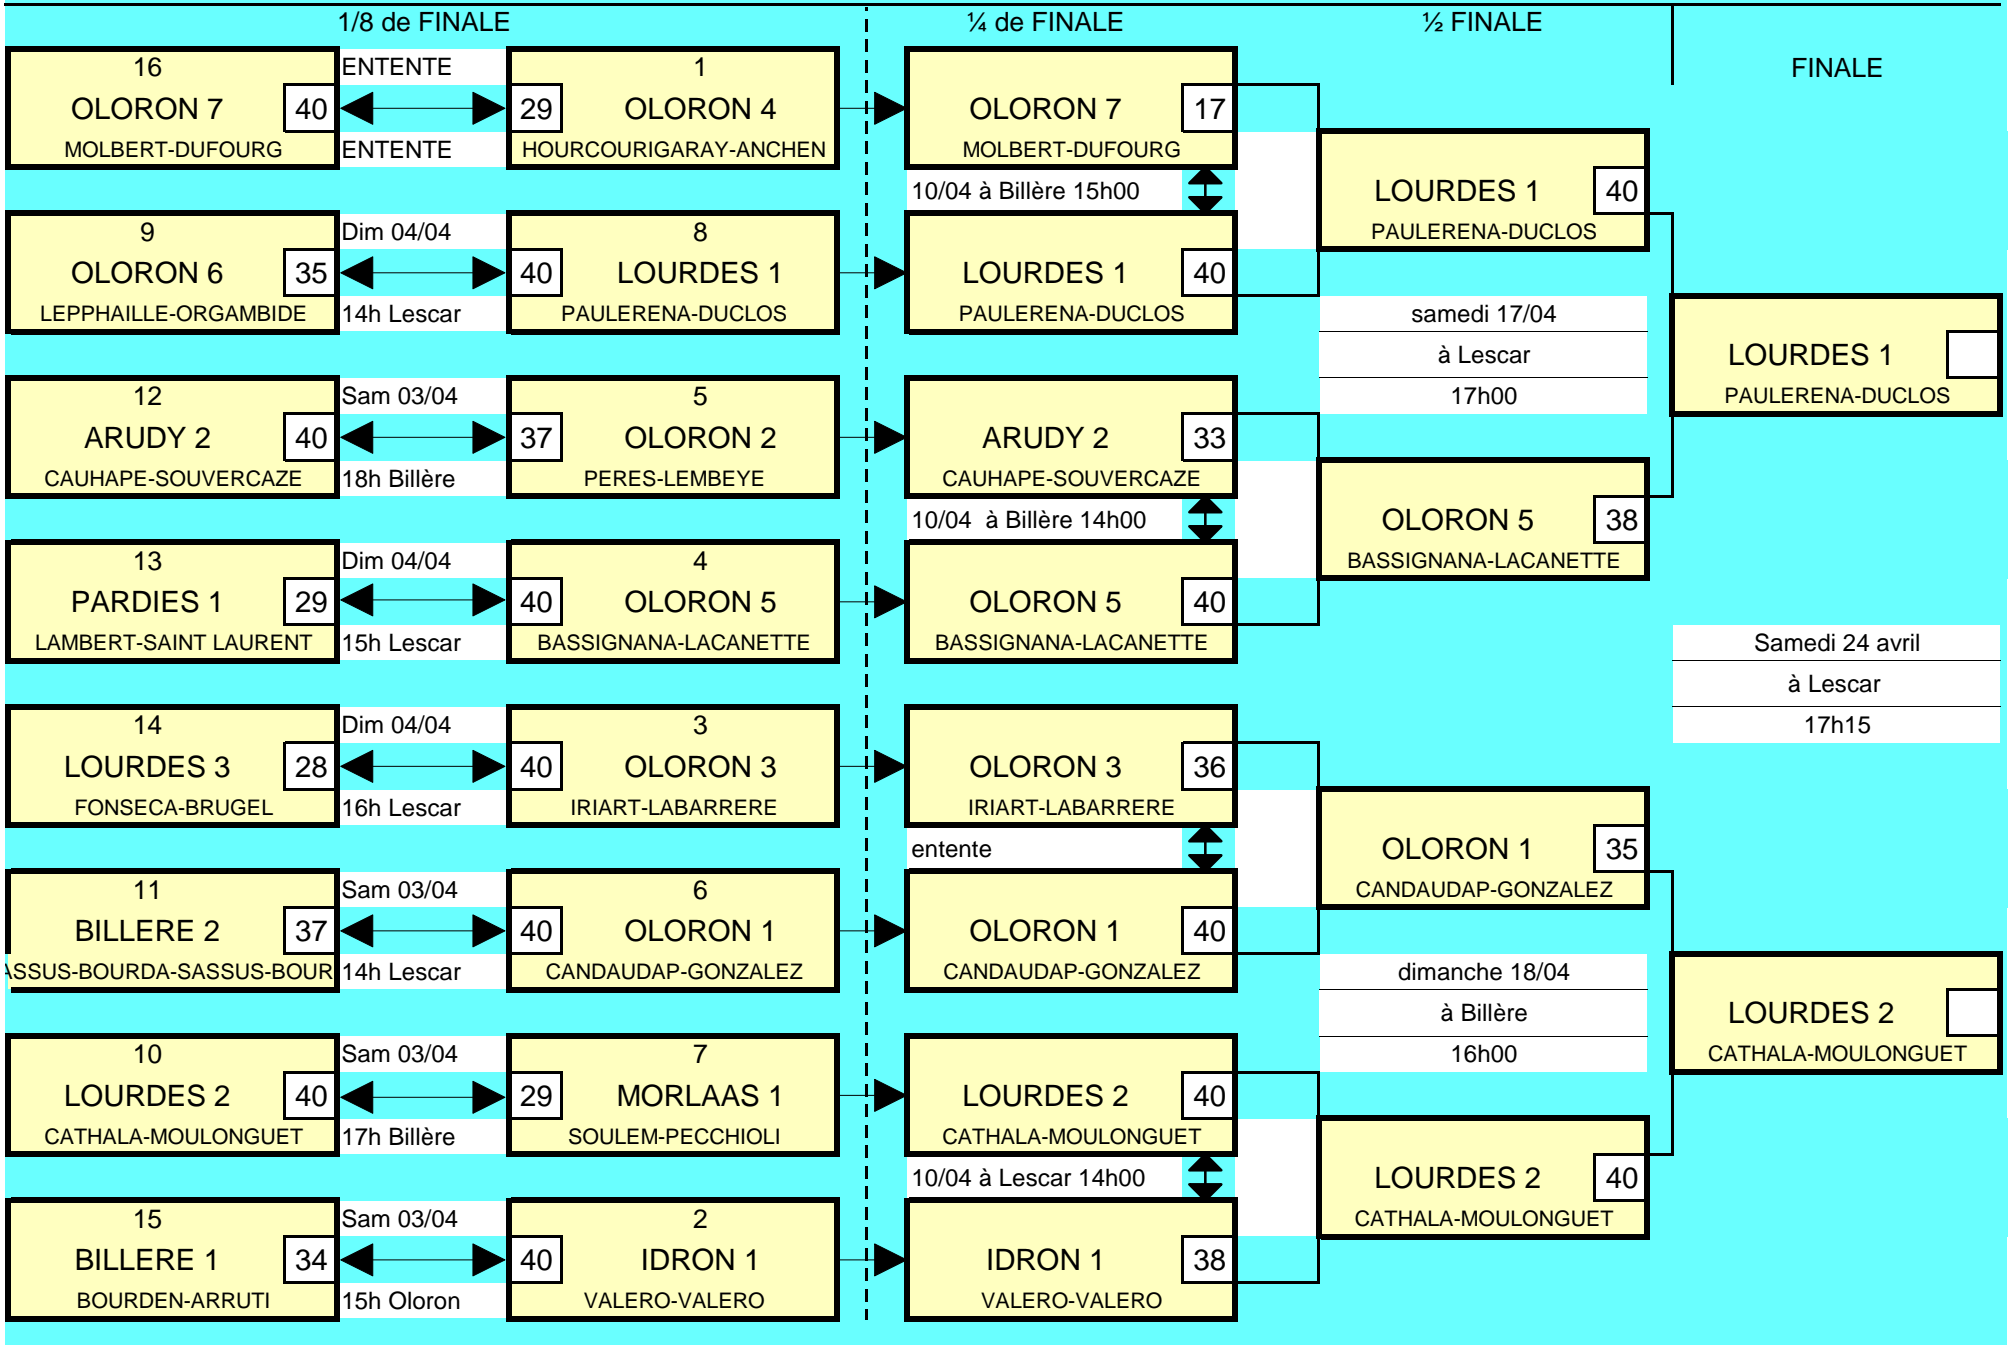 1/8 de FINALE
¼ de FINALE
½ FINALE
FINALE
16
OLORON 7
40
MOLBERT-DUFOURG
ENTENTE
ENTENTE
1
29
OLORON 4
HOURCOURIGARAY-ANCHEN
9
OLORON 6
35
LEPPHAILLE-ORGAMBIDE
Dim 04/04
14h Lescar
8
40
LOURDES 1
PAULERENA-DUCLOS
12
ARUDY 2
40
CAUHAPE-SOUVERCAZE
Sam 03/04
18h Billère
5
37
OLORON 2
PERES-LEMBEYE
13
PARDIES 1
29
LAMBERT-SAINT LAURENT
Dim 04/04
15h Lescar
4
40
OLORON 5
BASSIGNANA-LACANETTE
14
LOURDES 3
28
FONSECA-BRUGEL
Dim 04/04
16h Lescar
3
40
OLORON 3
IRIART-LABARRERE
11
BILLERE 2
37
ASSUS-BOURDA-SASSUS-BOUR
Sam 03/04
14h Lescar
6
40
OLORON 1
CANDAUDAP-GONZALEZ
10
LOURDES 2
40
CATHALA-MOULONGUET
Sam 03/04
17h Billère
7
29
MORLAAS 1
SOULEM-PECCHIOLI
15
BILLERE 1
34
BOURDEN-ARRUTI
Sam 03/04
15h Oloron
2
40
IDRON 1
VALERO-VALERO
OLORON 7
17
MOLBERT-DUFOURG
10/04 à Billère 15h00
LOURDES 1
40
PAULERENA-DUCLOS
ARUDY 2
33
CAUHAPE-SOUVERCAZE
10/04  à Billère 14h00
OLORON 5
40
BASSIGNANA-LACANETTE
OLORON 3
36
IRIART-LABARRERE
entente
OLORON 1
40
CANDAUDAP-GONZALEZ
LOURDES 2
40
CATHALA-MOULONGUET
10/04 à Lescar 14h00
IDRON 1
38
VALERO-VALERO
LOURDES 1
40
PAULERENA-DUCLOS
samedi 17/04
à Lescar
17h00
OLORON 5
38
BASSIGNANA-LACANETTE
OLORON 1
35
CANDAUDAP-GONZALEZ
dimanche 18/04
à Billère
16h00
LOURDES 2
40
CATHALA-MOULONGUET
LOURDES 1
PAULERENA-DUCLOS
Samedi 24 avril
à Lescar
17h15
LOURDES 2
CATHALA-MOULONGUET